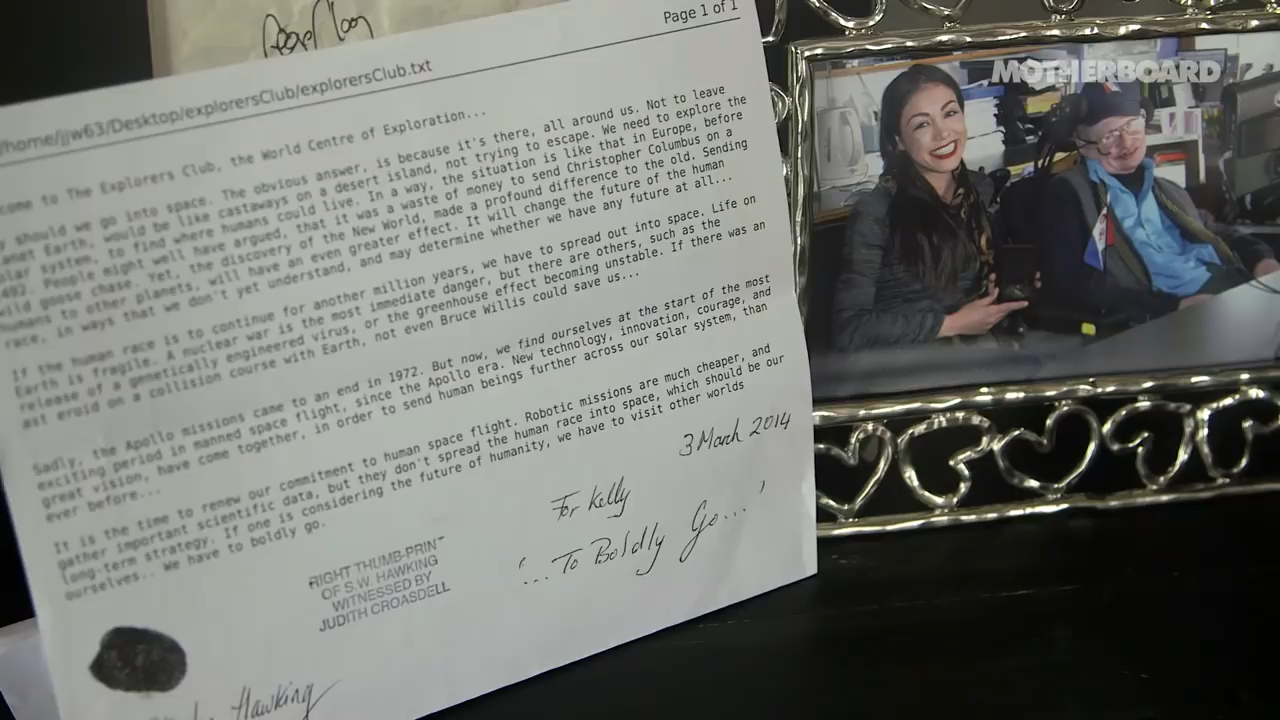 Page 1 of 1
/home/jjw63/Desktop/explorersClub/explorersClub.txt
come to The Explorers Club, the World Centre of Exploration...
y should we go into space. The obvious answer, is because it's there, all around us. Not to leave
anet Earth, would be like castaways on a desert island, not trying to escape. We need to explore the
olar system, to find where humans could live. In a way, the situation is like that in Europe, before
492. People might well have argued, that it was a waste of money to send Christopher Columbus on a
wild goose chase. Yet, the discovery of the New World, made a profound difference to the old. Sending
humans to other planets, will have an even greater effect. It will change the future of the human
race, in ways that we don't yet understand, and may determine whether we have any future at all...
If the human race is to continue for another million years, we have to spread out into space. Life on
Earth is fragile. A nuclear war is the most immediate danger, but there are others, such as the
release of a genetically engineered virus, or the greenhouse effect becoming unstable. If there was an
ast eroid on a collision course with Earth, not even Bruce Willis could save us...
Sadly, the Apollo missions came to an end in 1972. But now, we find ourselves at the start of the most
exciting period in manned space flight, since the Apollo era. New technology, innovation, courage, and
great vision, have come together, in order to send human beings further across our solar system, than
ever before...
It is the time to renew our commitment to human space flight. Robotic missions are much cheaper, and
gather important scientific data, but they don't spread the human race into space, which should be our
long-term strategy. If one is considering the future of humanity, we have to visit other worlds
ourselves.. We have to boldly go.
3 March 2014
For Kelly
"... To Boldly Go... '
RIGHT THUMB-PRINT
OF S.W. HAWKING
WITNESSED BY
JUDITH CROASDELL
Hawking
MOTHERBOARD